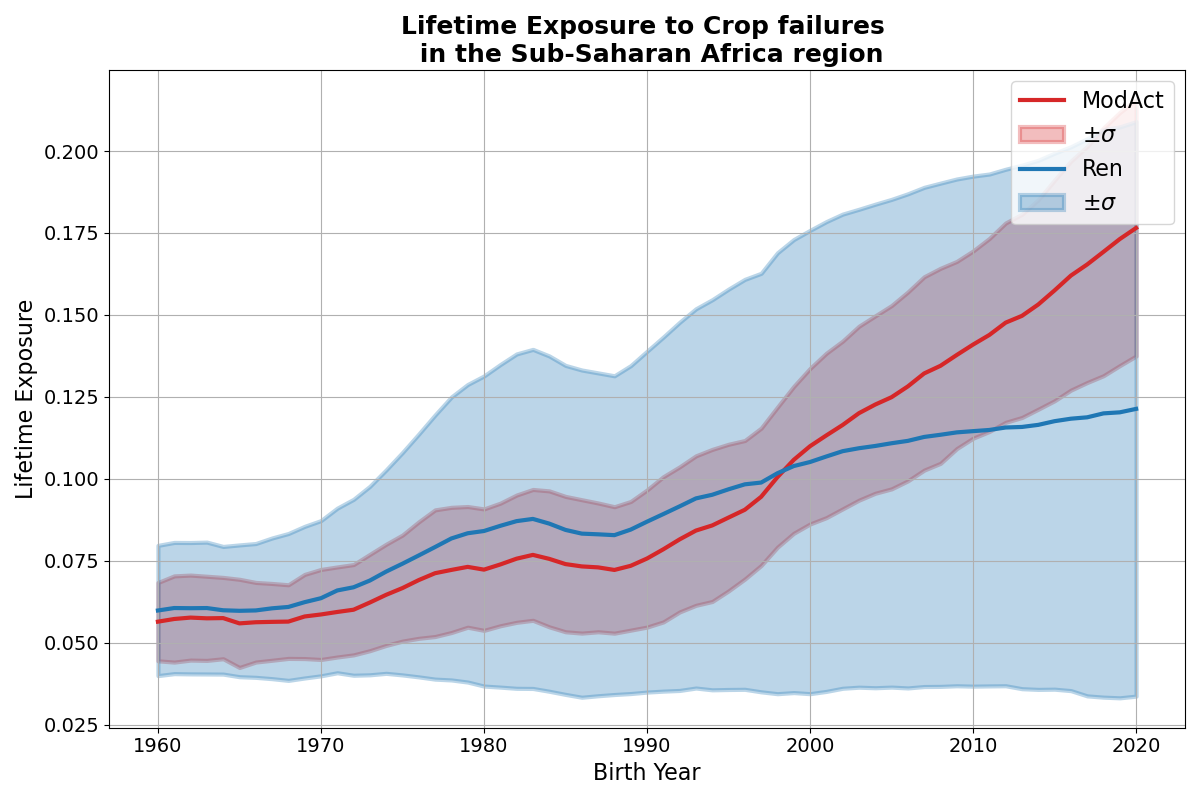 Lifetime Exposure to Crop failures
in the Sub-Saharan Africa region
ModAct
±σ
Ren
±σ
0.200
0.175
0.150
0.125
0.100
0.075
0.050
0.025
Lifetime Exposure
1960 1970 1980 1990 2000 2010 2020
Birth Year